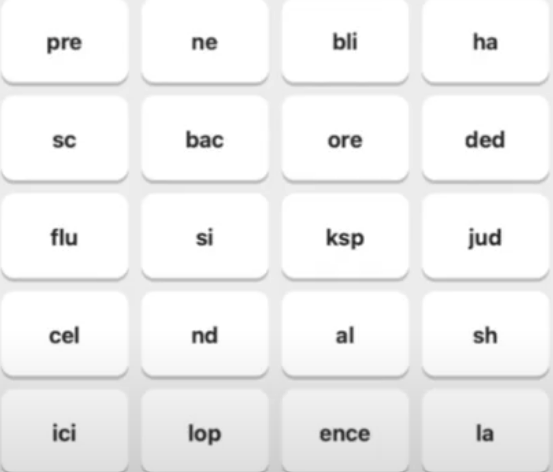 pre ne bli ha
sc bac ore ded
flu si ksp jud
cel nd al sh
ici lop ence la